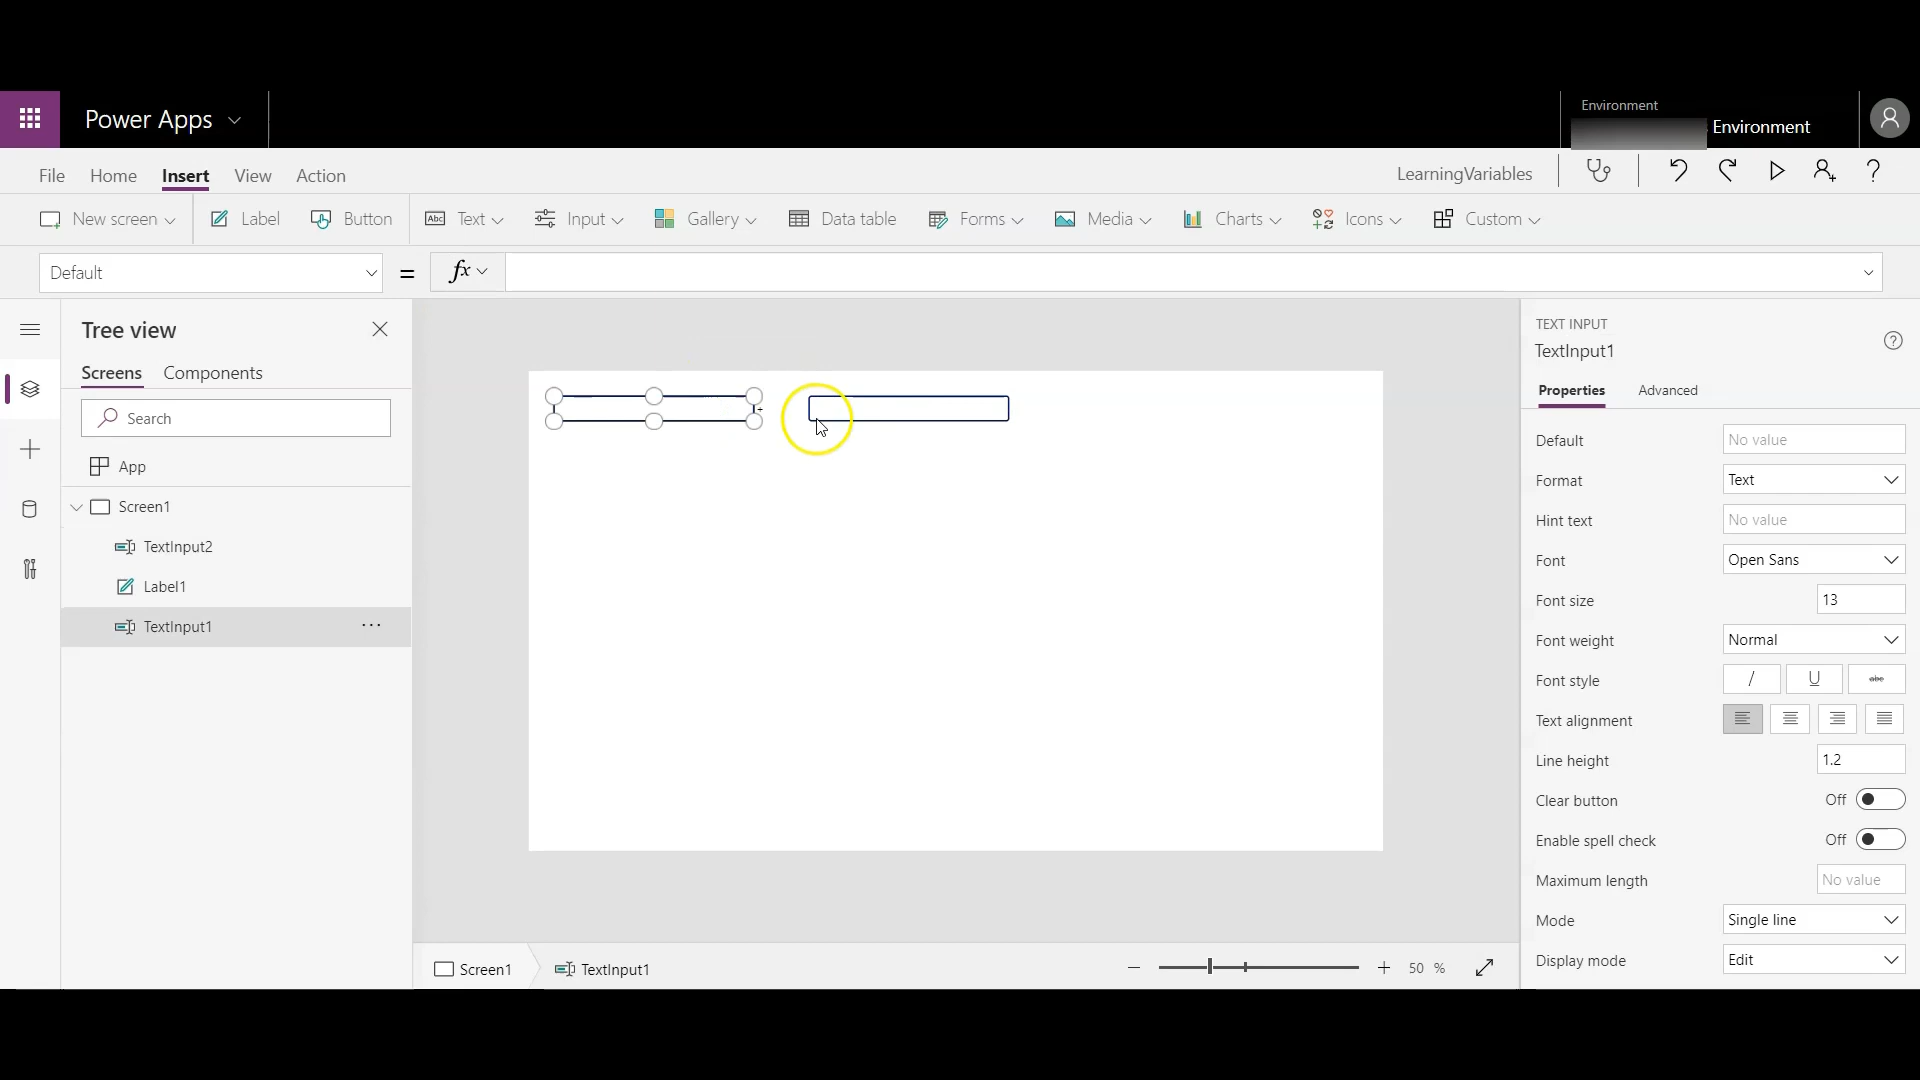 Power Apps
Environment
Environment
File Home Insert View Action
LearningVariables
New screen Label Button Abc Text Input Gallery Data table Forms Media Charts Icons Custom
Default = fx
Tree view
Screens Components
Search
App
Screen1
TextInput2
Label1
TextInput1 ...
TEXT INPUT
TextInput1
Properties Advanced
Default No value
Format Text
Hint text No value
Font Open Sans
Font size 13
Font weight Normal
Font style / U abc
Text alignment
Line height 1.2
Clear button Off
Enable spell check Off
Maximum length No value
Mode Single line
Display mode Edit
Screen1 TextInput1 50 %